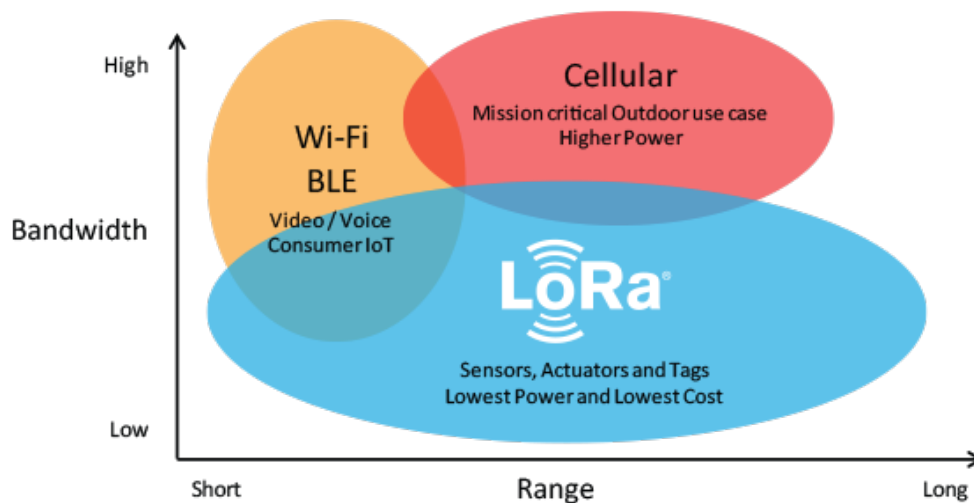 High
Cellular
Mission critical Outdoor use case
Higher Power
Wi-Fi
BLE
Video / Voice
Consumer IoT
Bandwidth
LoRa®
Sensors, Actuators and Tags
Lowest Power and Lowest Cost
Low
Short
Range
Long